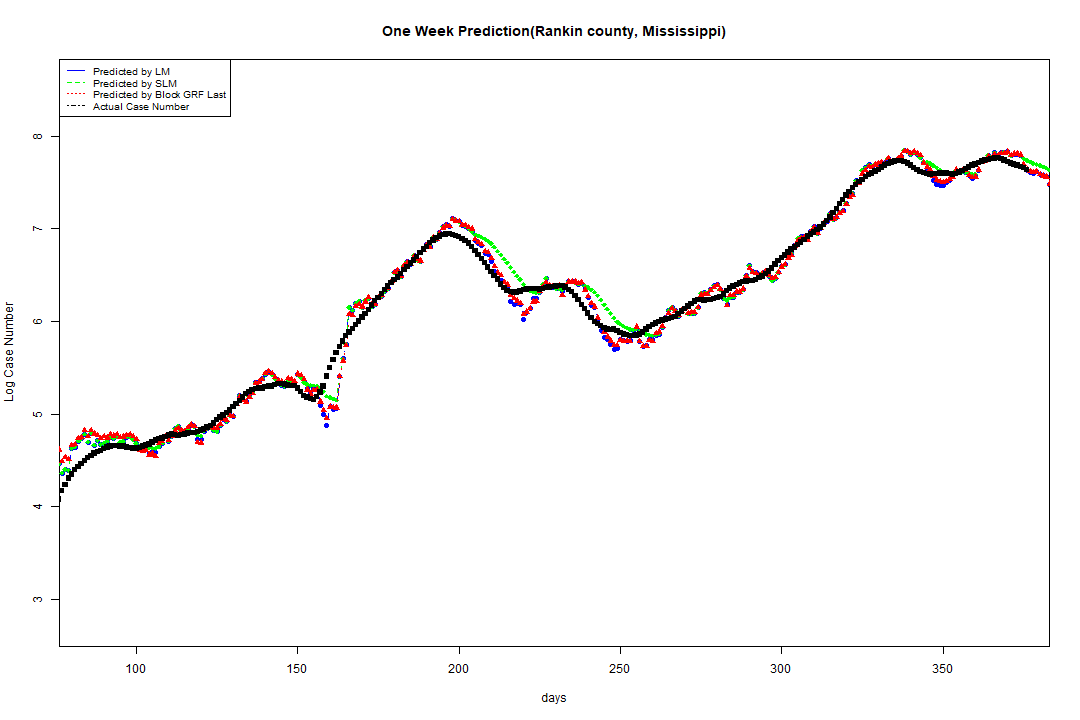 One Week Prediction(Rankin county, Mississippi)
Predicted by LM
Predicted by SLM
Predicted by Block GRF Last
Actual Case Number
8
7
6
5
4
3
Log Case Number
100 150 200 250 300 350
days